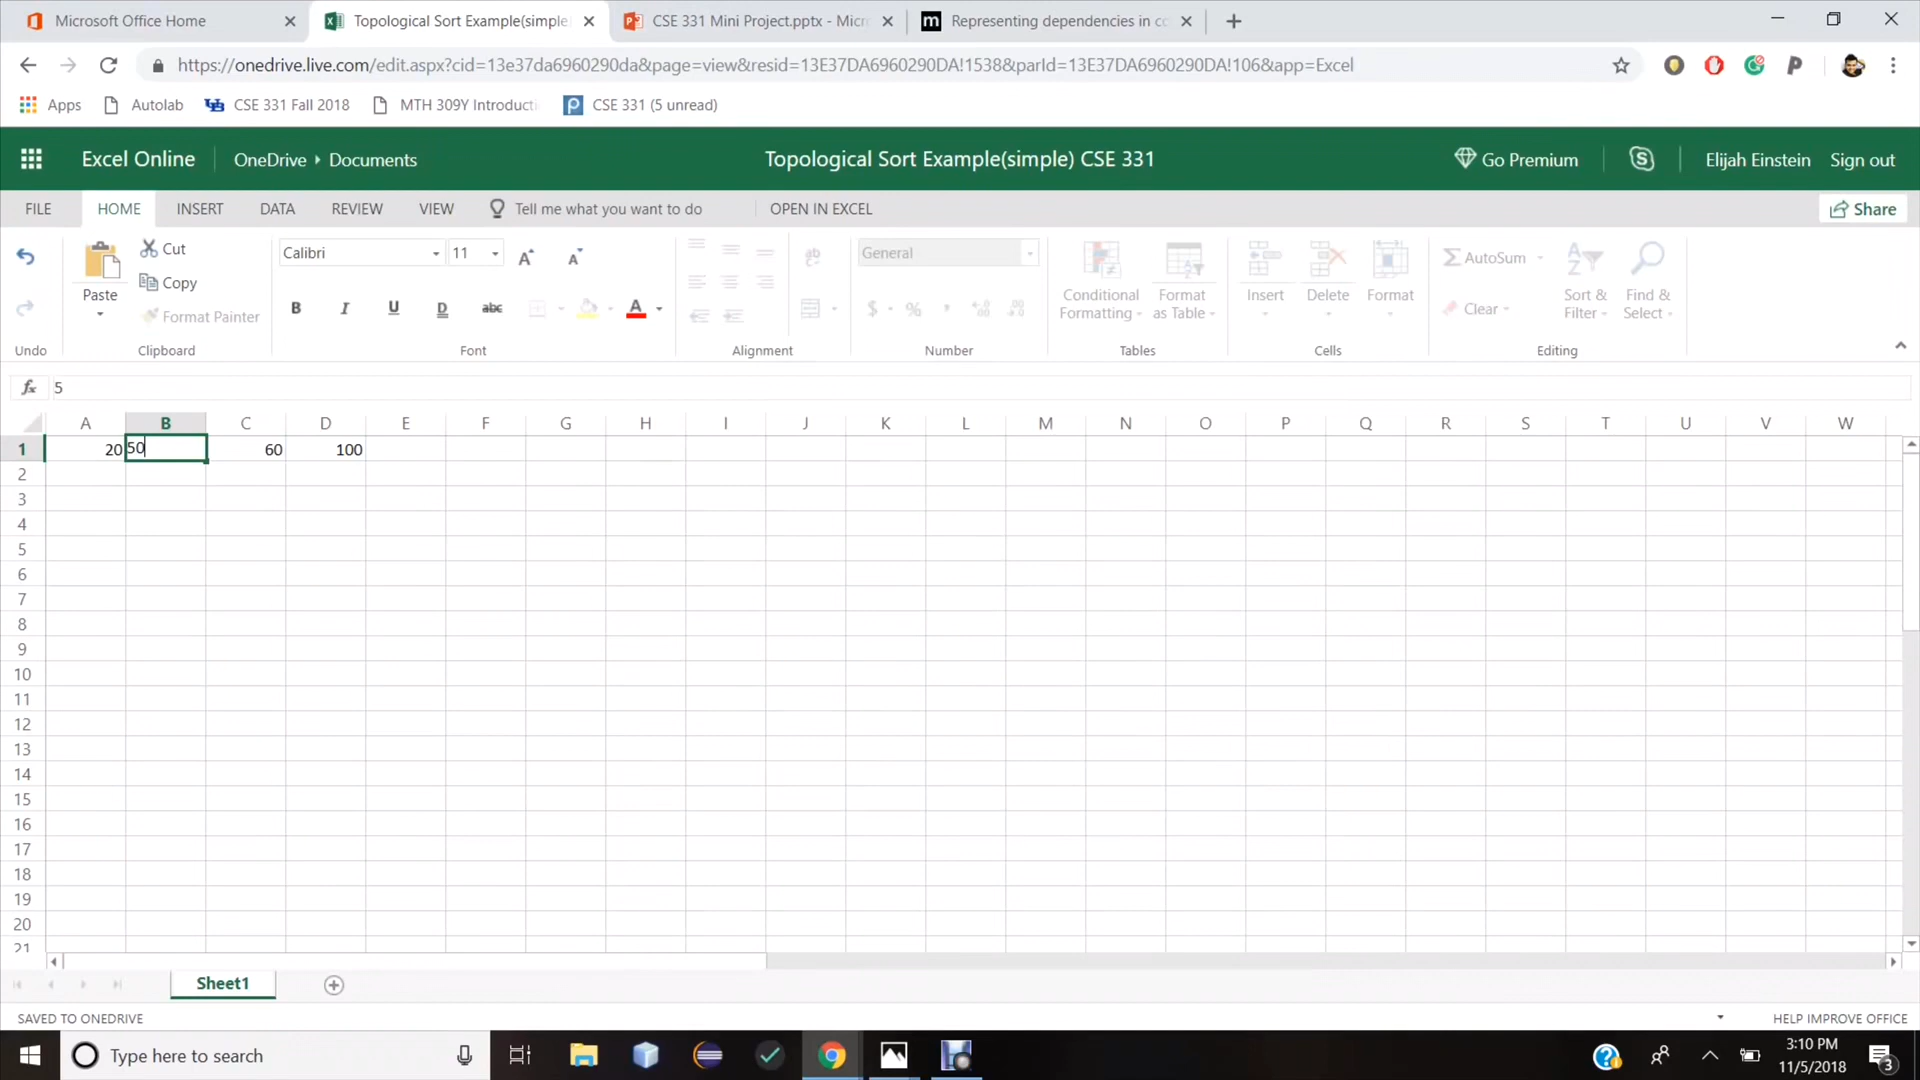 Microsoft Office Home
Topological Sort Example(simple
CSE 331 Mini Project.pptx - Micr
Representing dependencies in co
https://onedrive.live.com/edit.aspx?cid=13e37da6960290da&page=view&resid=13E37DA6960290DA!1538&parId=13E37DA6960290DA!106&app=Excel
Apps Autolab CSE 331 Fall 2018 MTH 309Y Introducti CSE 331 (5 unread)
Excel Online OneDrive Documents Topological Sort Example(simple) CSE 331 Go Premium Elijah Einstein Sign out
FILE HOME INSERT DATA REVIEW VIEW Tell me what you want to do OPEN IN EXCEL Share
Paste Cut Copy Format Painter
Calibri 11 A A
B I U D abc A
ab c
General
$ % , .00 .00
Conditional Formatting Format as Table
Insert Delete Format
AutoSum Clear Sort & Filter Find & Select
Undo Clipboard Font Alignment Number Tables Cells Editing
fx 5
A B C D E F G H I J K L M N O P Q R S T U V W
1 20 50 60 100
2
3
4
5
6
7
8
9
10
11
12
13
14
15
16
17
18
19
20
21
Sheet1
SAVED TO ONEDRIVE HELP IMPROVE OFFICE
Type here to search 3:10 PM
11/5/2018 3